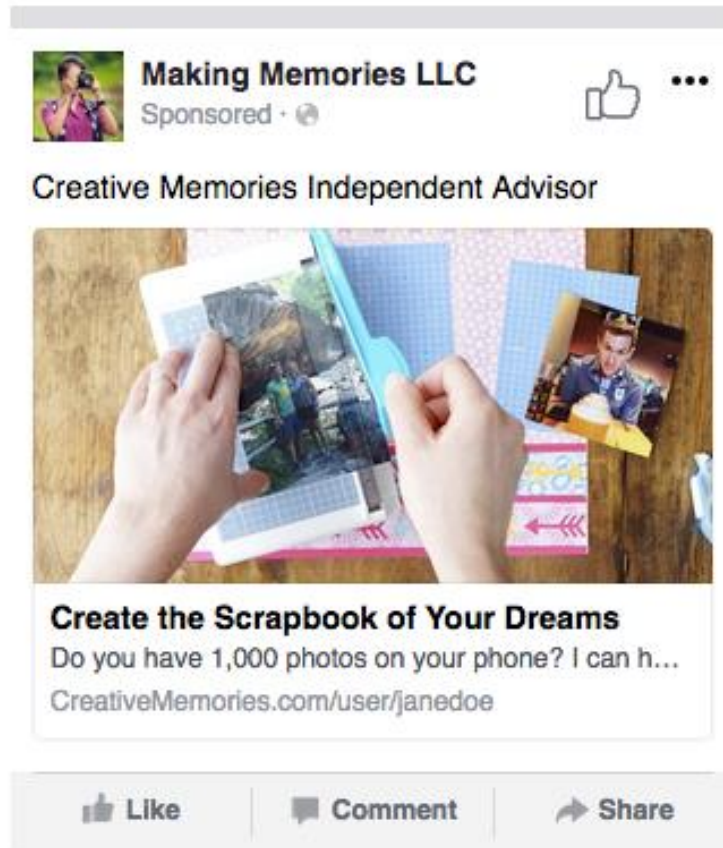 Making Memories LLC
Sponsored ·
Creative Memories Independent Advisor
Create the Scrapbook of Your Dreams
Do you have 1,000 photos on your phone? I can h...
CreativeMemories.com/user/janedoe
Like Comment Share